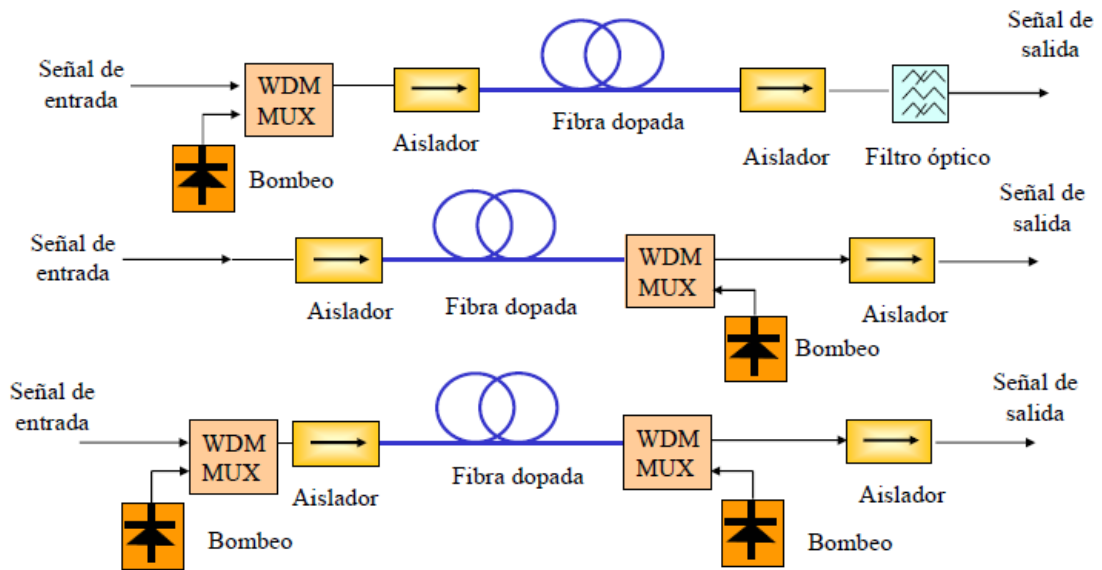 Señal de
salida
Señal de
entrada
WDM
MUX
Aislador
Fibra dopada
Aislador
Filtro óptico
Bombeo
Señal de
salida
Señal de
entrada
WDM
MUX
Aislador
Fibra dopada
Aislador
Bombeo
Señal de
salida
Señal de
entrada
WDM
MUX
WDM
MUX
Aislador
Fibra dopada
Aislador
Bombeo
Bombeo